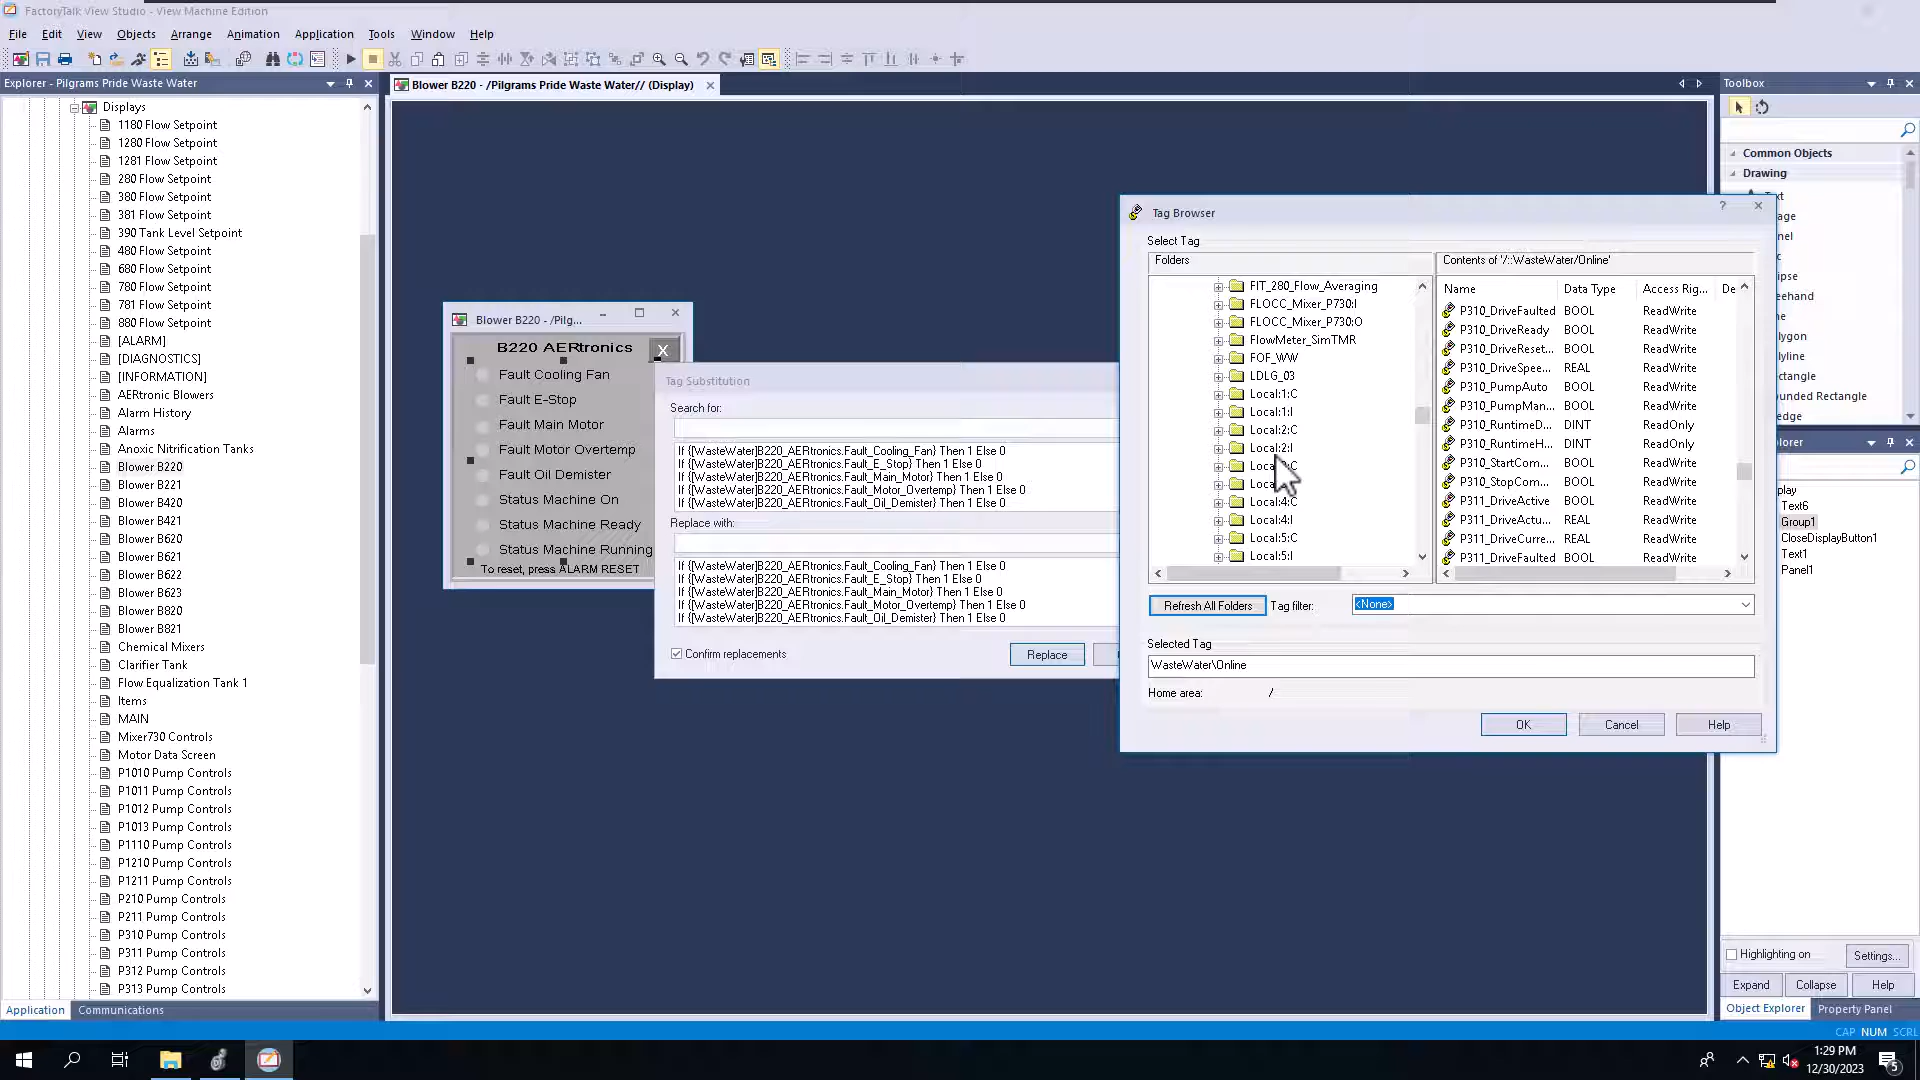 FactoryTalk View Studio - View Machine Edition
File Edit View Objects Arrange Animation Application Tools Window Help
Explorer - Pilgrams Pride Waste Water
Displays
1180 Flow Setpoint
1280 Flow Setpoint
1281 Flow Setpoint
280 Flow Setpoint
380 Flow Setpoint
381 Flow Setpoint
390 Tank Level Setpoint
480 Flow Setpoint
680 Flow Setpoint
780 Flow Setpoint
781 Flow Setpoint
880 Flow Setpoint
[ALARM]
[DIAGNOSTICS]
[INFORMATION]
AERtronic Blowers
Alarm History
Alarms
Anoxic Nitrification Tanks
Blower B220
Blower B221
Blower B420
Blower B421
Blower B620
Blower B621
Blower B622
Blower B623
Blower B820
Blower B821
Chemical Mixers
Clarifier Tank
Flow Equalization Tank 1
Items
MAIN
Mixer730 Controls
Motor Data Screen
P1010 Pump Controls
P1011 Pump Controls
P1012 Pump Controls
P1013 Pump Controls
P1110 Pump Controls
P1210 Pump Controls
P1211 Pump Controls
P210 Pump Controls
P211 Pump Controls
P310 Pump Controls
P311 Pump Controls
P312 Pump Controls
P313 Pump Controls
Application Communications
Blower B220 - /Pilgrams Pride Waste Water// (Display)
Blower B220 - /Pilg...
B220 AERtronics X
Fault Cooling Fan
Fault E-Stop
Fault Main Motor
Fault Motor Overtemp
Fault Oil Demister
Status Machine On
Status Machine Ready
Status Machine Running
To reset, press ALARM RESET
Tag Substitution
Search for:
If {[WasteWater]B220_AERtronics.Fault_Cooling_Fan} Then 1 Else 0
If {[WasteWater]B220_AERtronics.Fault_E_Stop} Then 1 Else 0
If {[WasteWater]B220_AERtronics.Fault_Main_Motor} Then 1 Else 0
If {[WasteWater]B220_AERtronics.Fault_Motor_Overtemp} Then 1 Else 0
If {[WasteWater]B220_AERtronics.Fault_Oil_Demister} Then 1 Else 0
Replace with:
If {[WasteWater]B220_AERtronics.Fault_Cooling_Fan} Then 1 Else 0
If {[WasteWater]B220_AERtronics.Fault_E_Stop} Then 1 Else 0
If {[WasteWater]B220_AERtronics.Fault_Main_Motor} Then 1 Else 0
If {[WasteWater]B220_AERtronics.Fault_Motor_Overtemp} Then 1 Else 0
If {[WasteWater]B220_AERtronics.Fault_Oil_Demister} Then 1 Else 0
Confirm replacements
Replace
Tag Browser
Select Tag
Folders
FIT_280_Flow_Averaging
FLOCC_Mixer_P730:I
FLOCC_Mixer_P730:O
FlowMeter_SimTMR
FOF_WW
LDLG_03
Local:1:C
Local:1:I
Local:2:C
Local:2:I
Local:4:C
Local:4:I
Local:5:C
Local:5:I
Contents of '/::WasteWater/Online'
Name Data Type Access Rig... De
P310_DriveFaulted BOOL ReadWrite
P310_DriveReady BOOL ReadWrite
P310_DriveReset... BOOL ReadWrite
P310_DriveSpee... REAL ReadWrite
P310_PumpAuto BOOL ReadWrite
P310_PumpMan... BOOL ReadWrite
P310_RuntimeD... DINT ReadOnly
P310_RuntimeH... DINT ReadOnly
P310_StartCom... BOOL ReadWrite
P310_StopCom... BOOL ReadWrite
P311_DriveActive BOOL ReadWrite
P311_DriveActu... REAL ReadWrite
P311_DriveCurre... REAL ReadWrite
P311_DriveFaulted BOOL ReadWrite
Refresh All Folders Tag filter: <None>
Selected Tag
WasteWater\Online
Home area: /
OK Cancel Help
Toolbox
Common Objects
Drawing
Text6
Group1
CloseDisplayButton1
Text1
Panel1
Highlighting on Settings...
Expand Collapse Help
Object Explorer Property Panel
CAP NUM SCRL
1:29 PM
12/30/2023
5